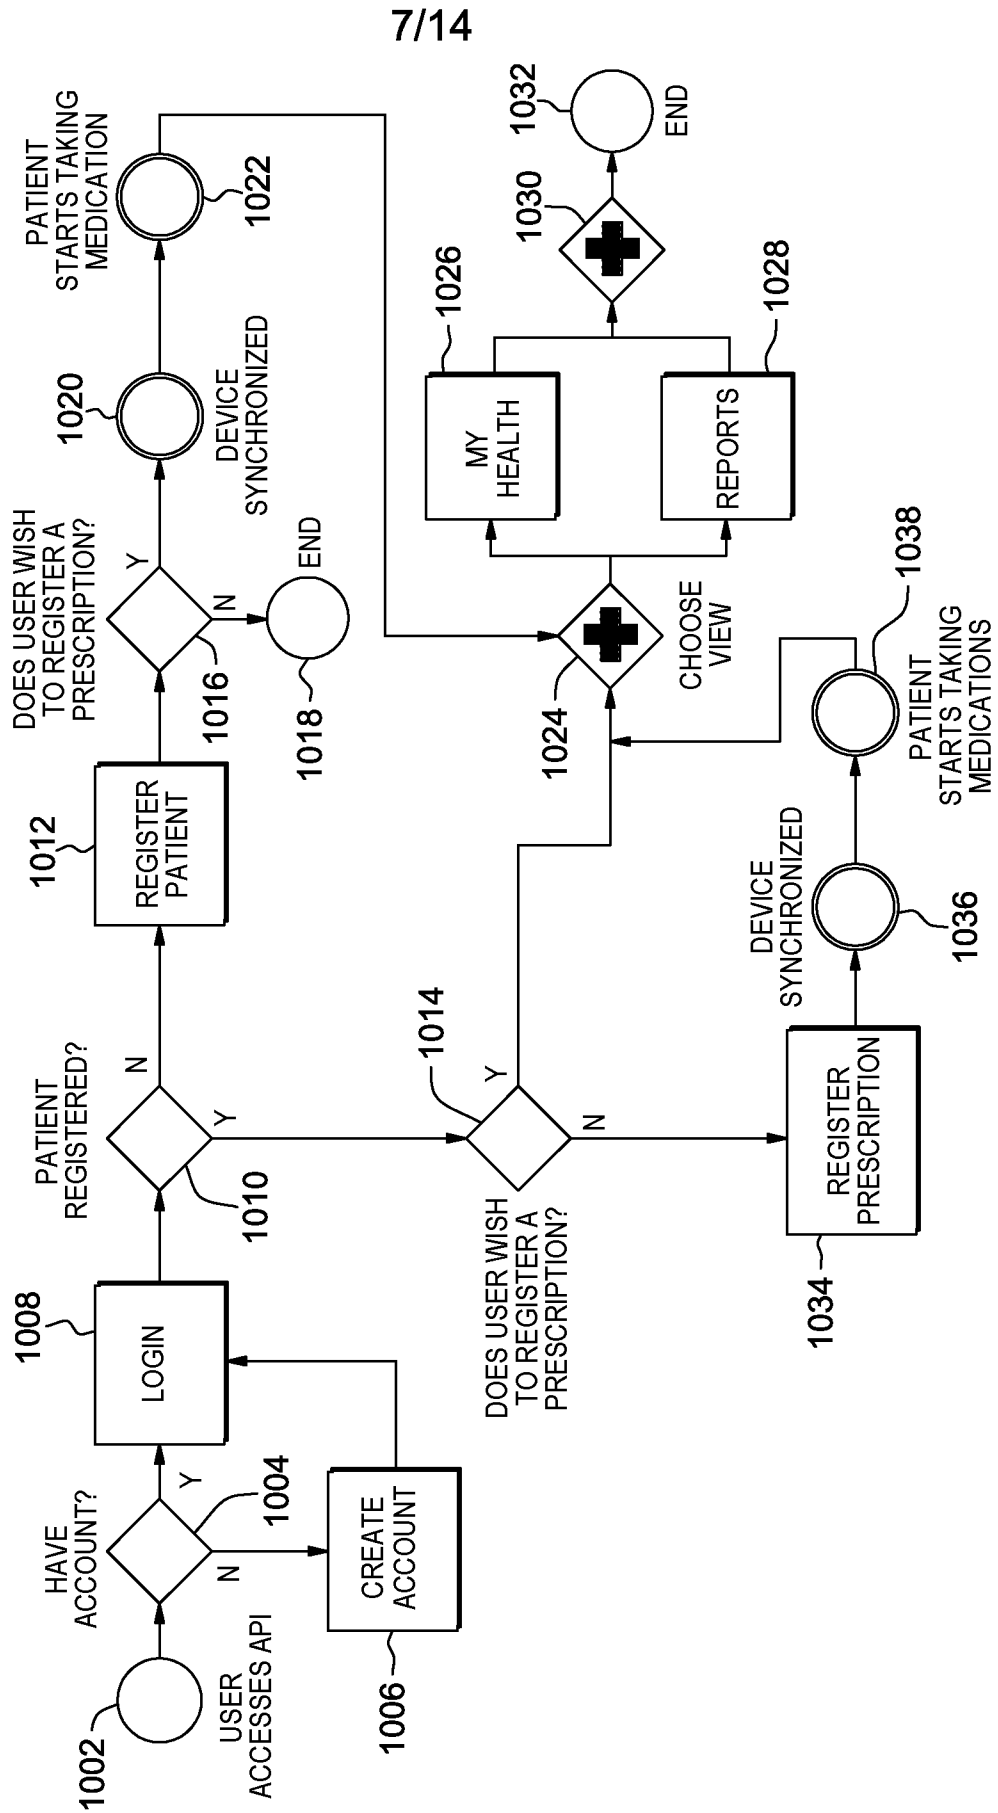 7/14
1002
USER
ACCESSES API
HAVE
ACCOUNT?
1004
Y
N
CREATE
ACCOUNT
1006
LOGIN
1008
PATIENT
REGISTERED?
1010
N
Y
REGISTER
PATIENT
1012
DOES USER WISH
TO REGISTER A
PRESCRIPTION?
1016
Y
N
END
1018
1020
DEVICE
SYNCHRONIZED
PATIENT
STARTS TAKING
MEDICATION
1022
DOES USER WISH
TO REGISTER A
PRESCRIPTION?
1014
Y
N
1024
CHOOSE
VIEW
MY
HEALTH
1026
REPORTS
1028
1030
1032
END
REGISTER
PRESCRIPTION
1034
DEVICE
SYNCHRONIZED
1036
PATIENT
STARTS TAKING
MEDICATIONS
1038